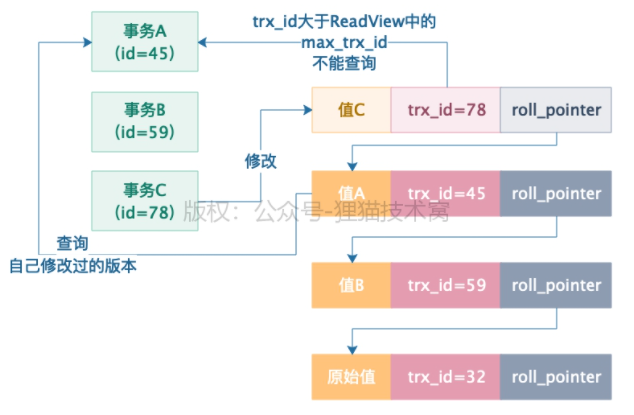 事务A
（id=45）
trx_id大于ReadView中的
max_trx_id
不能查询
事务B
（id=59）
值C
trx_id=78
roll_pointer
修改
事务C
（id=78）
值A
trx_id=45
roll_pointer
版权：公众号-狸猫技术窝
查询
自己修改过的版本
值B
trx_id=59
roll_pointer
原始值
trx_id=32
roll_pointer